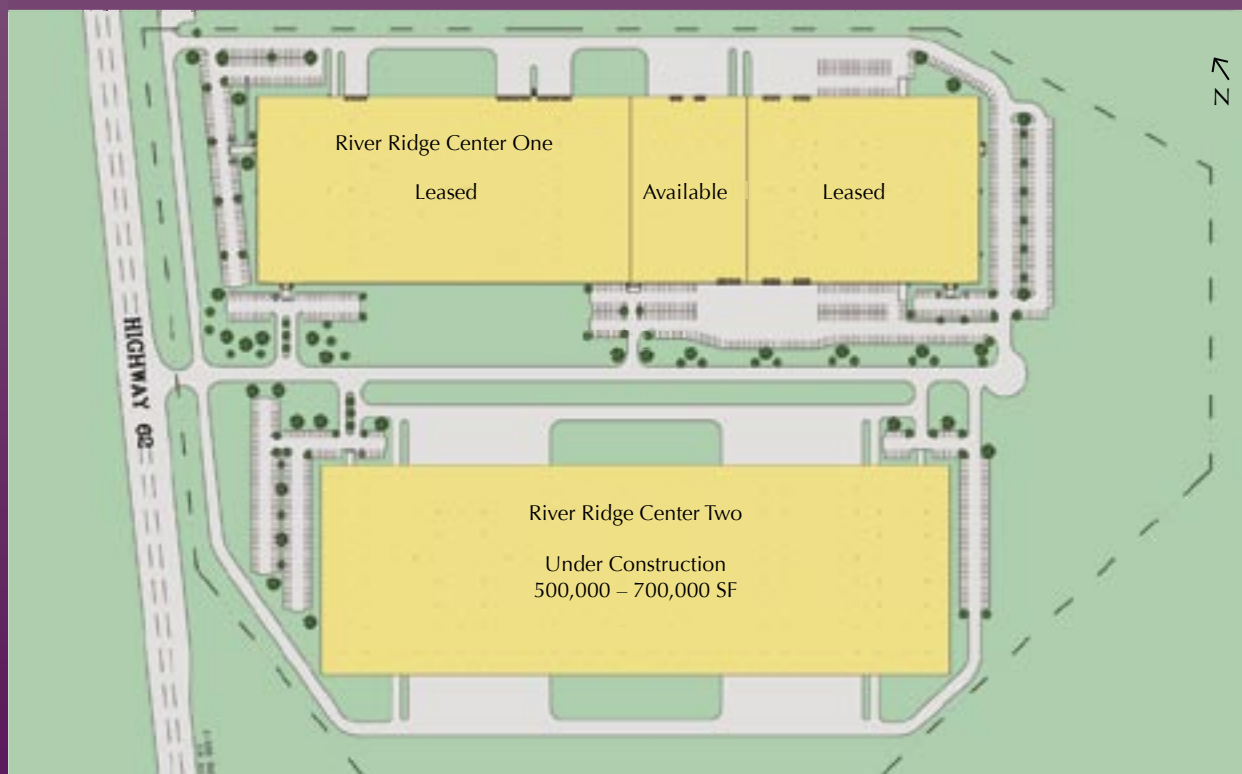 N
River Ridge Center One
Leased
Available
Leased
HIGHWAY 62
River Ridge Center Two
Under Construction
500,000 – 700,000 SF